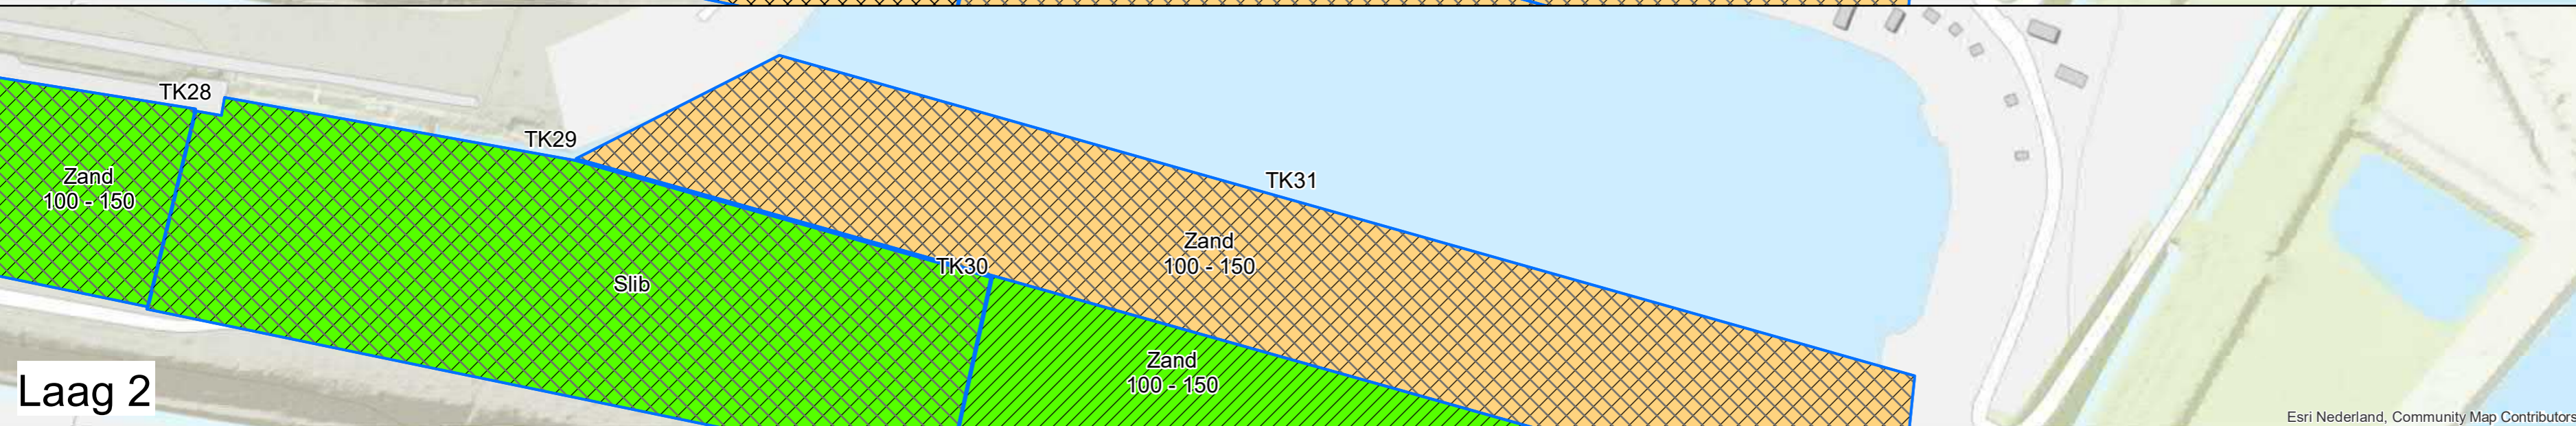 TK28
TK29
TK31
Zand
100 - 150
Zand
100 - 150
TK30
Slib
Zand
100 - 150
Laag 2
Esri Nederland, Community Map Contributors